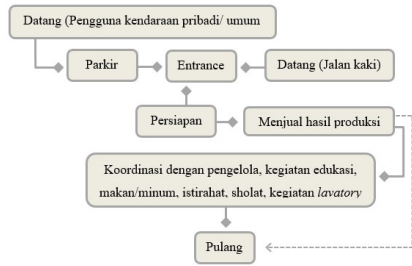 Datang (Pengguna kendaraan pribadi/ umum
Parkir
Entrance
Datang (Jalan kaki)
Persiapan
Menjual hasil produksi
Koordinasi dengan pengelola, kegiatan edukasi,
makan/minum, istirahat, sholat, kegiatan lavatory
Pulang